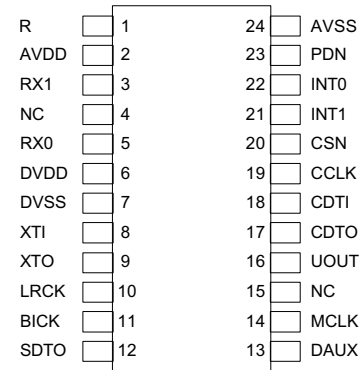 R 1 24 AVSS
AVDD 2 23 PDN
RX1 3 22 INT0
NC 4 21 INT1
RX0 5 20 CSN
DVDD 6 19 CCLK
DVSS 7 18 CDTI
XTI 8 17 CDTO
XTO 9 16 UOUT
LRCK 10 15 NC
BICK 11 14 MCLK
SDTO 12 13 DAUX